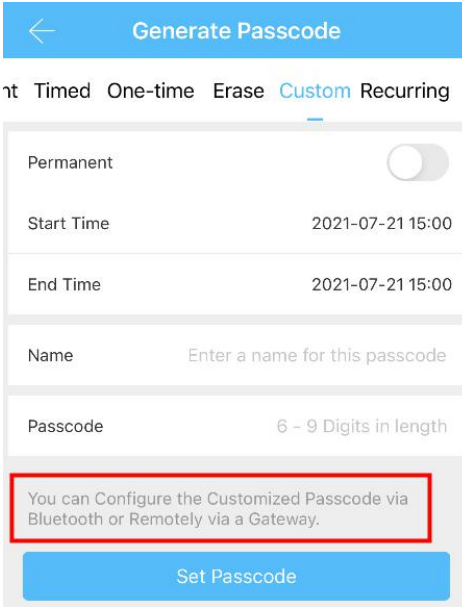 Generate Passcode
nt Timed One-time Erase Custom Recurring
Permanent
Start Time 2021-07-21 15:00
End Time 2021-07-21 15:00
Name Enter a name for this passcode
Passcode 6 - 9 Digits in length
You can Configure the Customized Passcode via
Bluetooth or Remotely via a Gateway.
Set Passcode